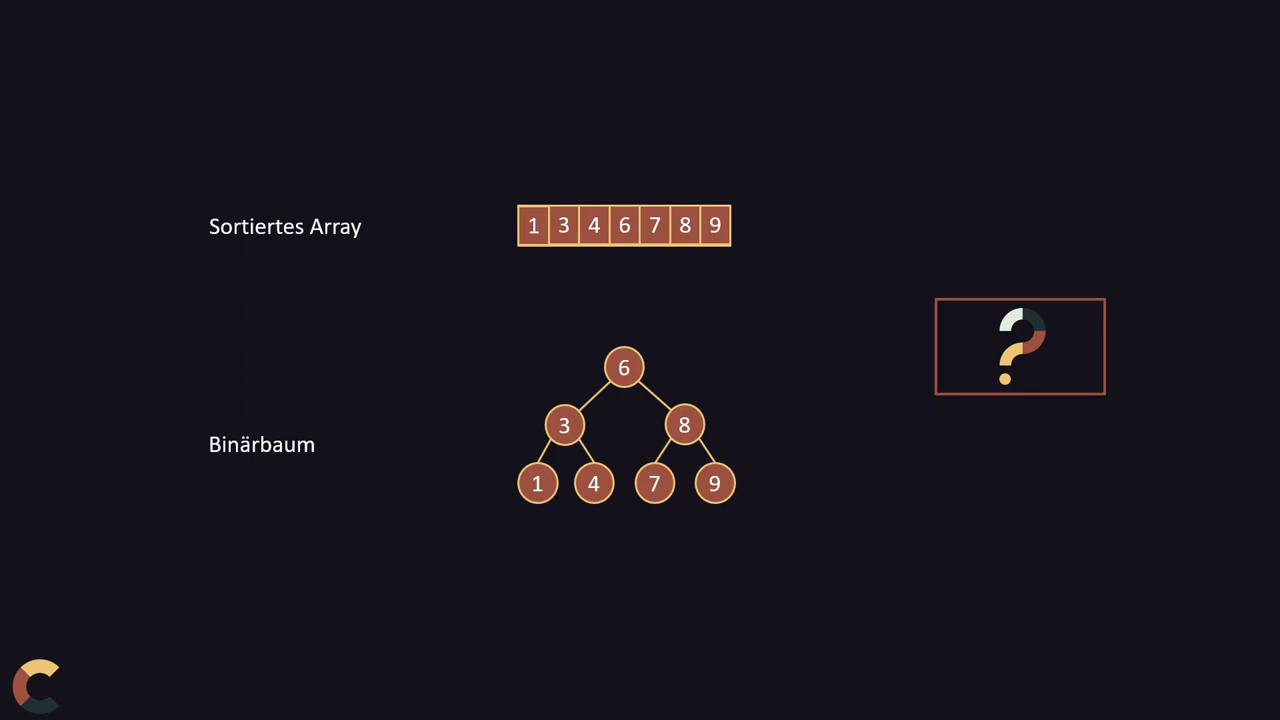 Sortiertes Array
1 3 4 6 7 8 9
?
6
3 8
Binärbaum
1 4 7 9